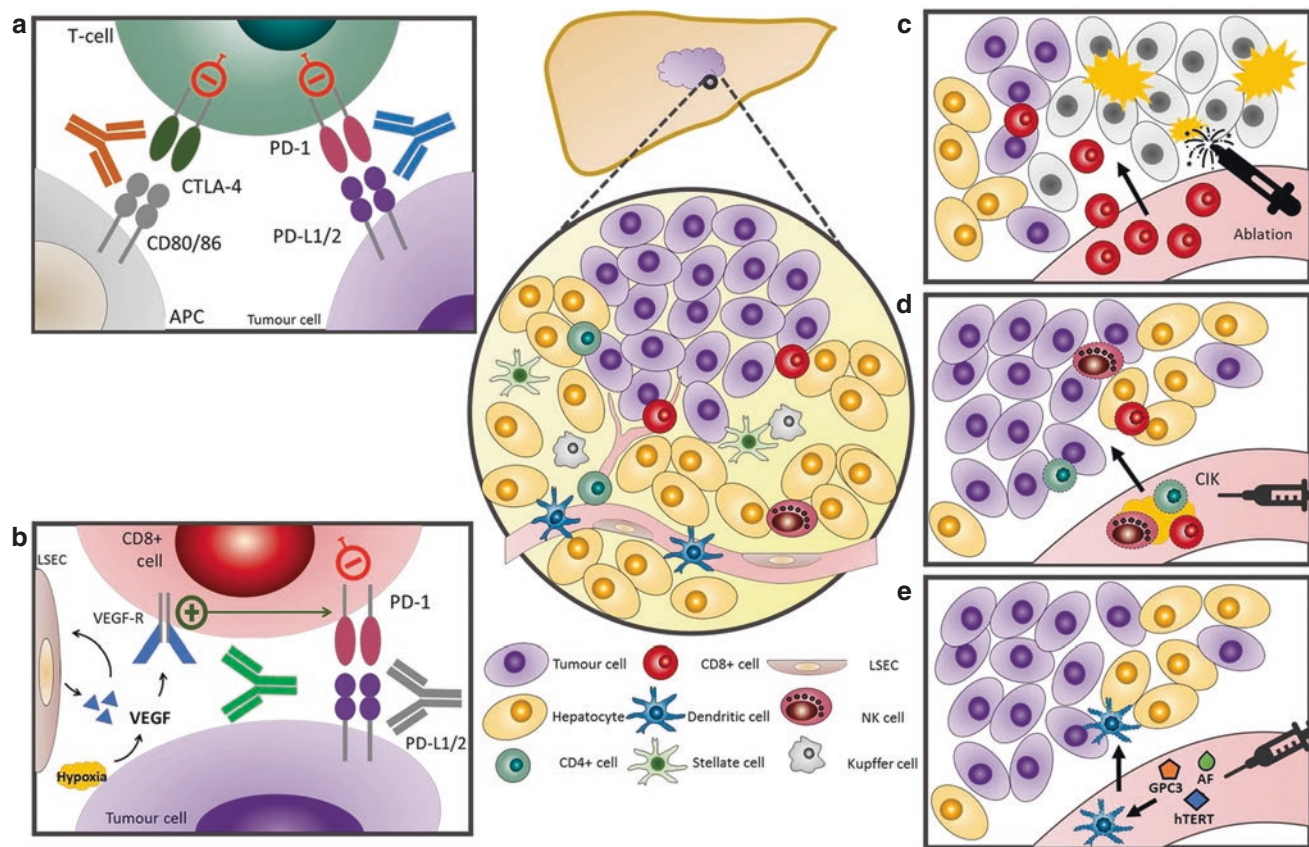 a
T-cell
PD-1
CTLA-4
CD80/86
PD-L1/2
APC
Tumour cell
b
LSEC
CD8+
cell
VEGF-R
PD-1
VEGF
Hypoxia
PD-L1/2
Tumour cell
Tumour cell
CD8+ cell
LSEC
Hepatocyte
Dendritic cell
NK cell
CD4+ cell
Stellate cell
Kupffer cell
c
Ablation
d
CIK
e
GPC3
AF
hTERT